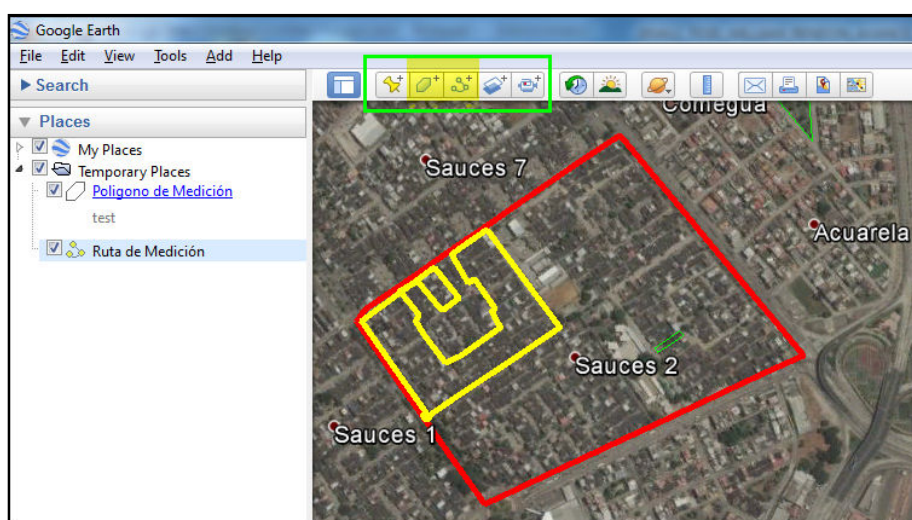 Google Earth
File Edit View Tools Add Help
Search
Places
My Places
Temporary Places
Poligono de Medición
test
Ruta de Medición
Comegua
Sauces 7
Acuarela
Sauces 2
Sauces 1